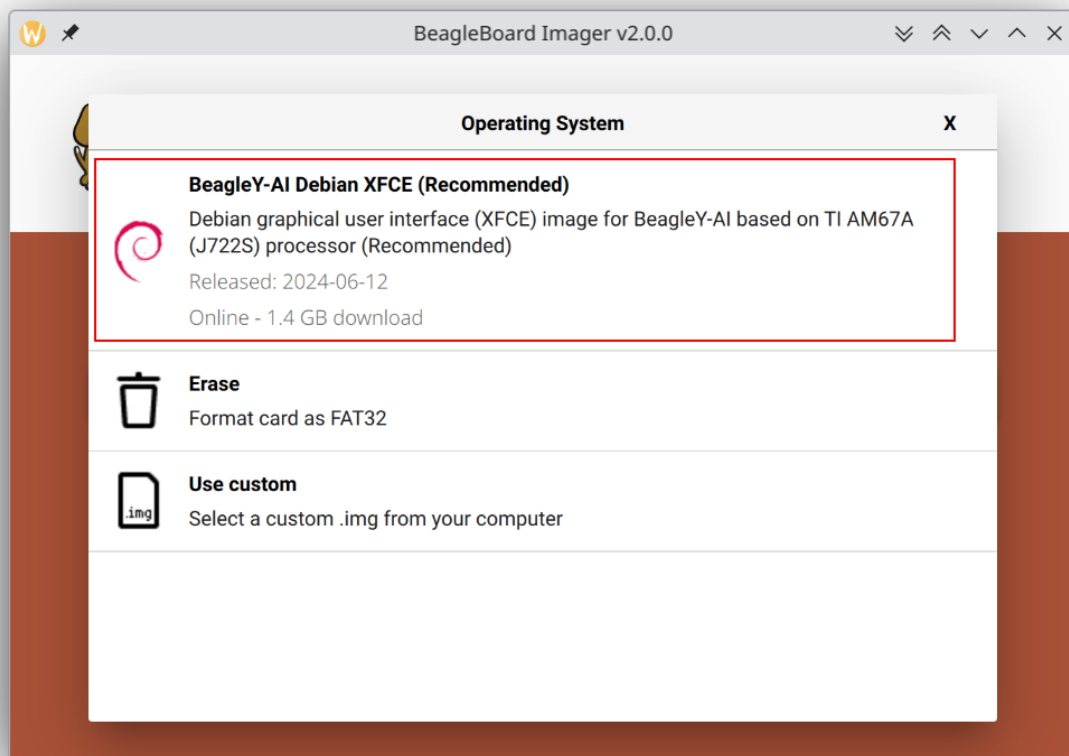 W
BeagleBoard Imager v2.0.0
Operating System
X
BeagleY-AI Debian XFCE (Recommended)
Debian graphical user interface (XFCE) image for BeagleY-AI based on TI AM67A
(J722S) processor (Recommended)
Released: 2024-06-12
Online - 1.4 GB download
Erase
Format card as FAT32
.img
Use custom
Select a custom .img from your computer